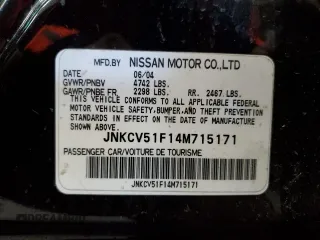 MFD.BY NISSAN MOTOR CO.,LTD
DATE 06/04
GVWR/PNBV 4742 LBS.
GAWR/PNBE FR. 2298 LBS. RR. 2467 LBS.
THIS VEHICLE CONFORMS TO ALL APPLICABLE FEDERAL
MOTOR VEHICLE SAFETY,BUMPER,AND THEFT PREVENTION
STANDARDS IN EFFECT ON THE DATE OF MANUFACTURE
SHOWN ABOVE
JNKCV51F14M715171
PASSENGER CAR/VOITURE DE TOURISME
JNKCV51F14M715171